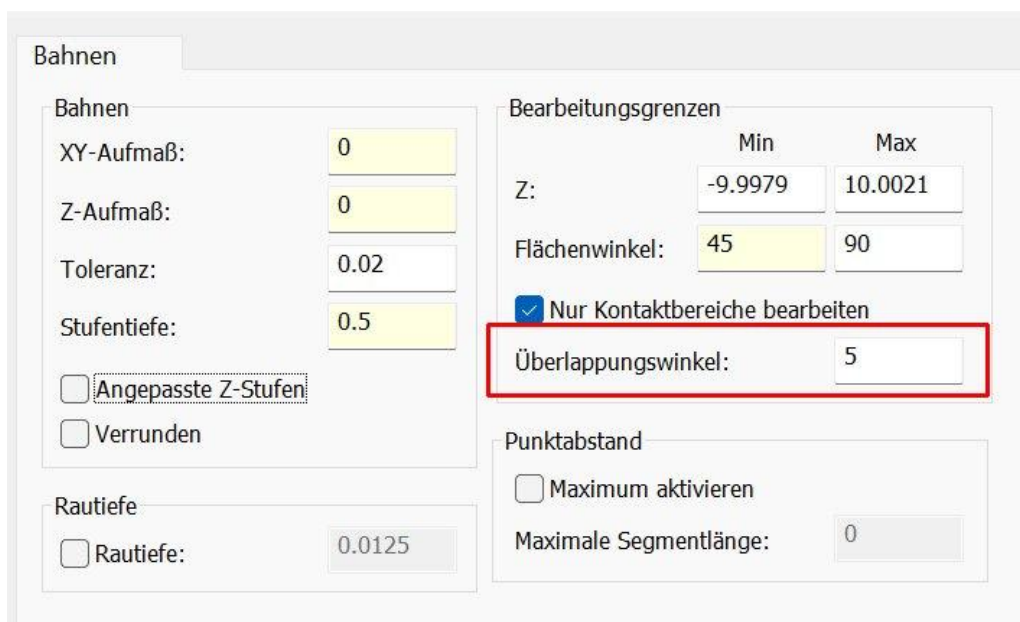 Bahnen
Bahnen
XY-Aufmaß: 0
Z-Aufmaß: 0
Toleranz: 0.02
Stufentiefe: 0.5
Angepasste Z-Stufen
Verrunden
Rautiefe
Rautiefe: 0.0125
Bearbeitungsgrenzen
Min Max
Z: -9.9979 10.0021
Flächenwinkel: 45 90
Nur Kontaktbereiche bearbeiten
Überlappungswinkel: 5
Punktabstand
Maximum aktivieren
Maximale Segmentlänge: 0